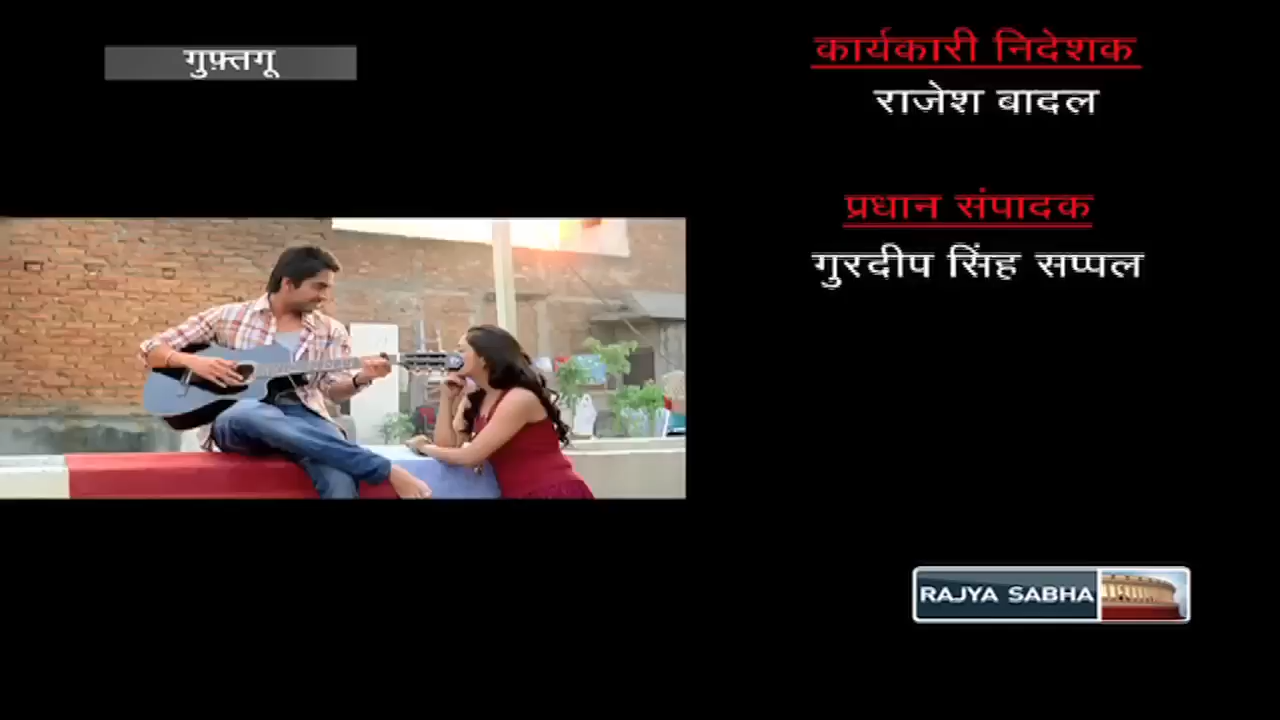 गुफ़्तगू
कार्यकारी निदेशक
राजेश बादल
प्रधान संपादक
गुरदीप सिंह सप्पल
RAJYA SABHA